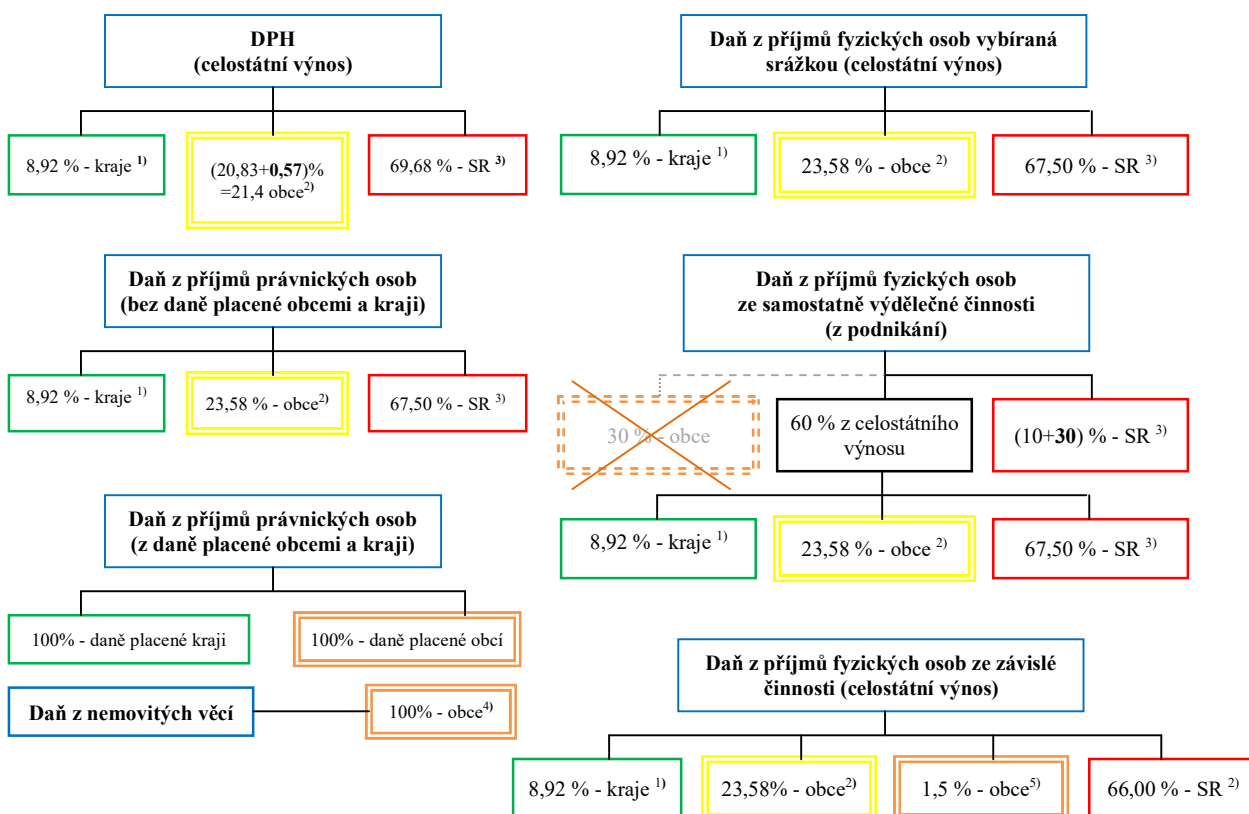 DPH
(celostátní výnos)
8,92 % - kraje ¹⁾
(20,83+0,57)%
=21,4 obce²⁾
69,68 % - SR ³⁾
Daň z příjmů fyzických osob vybíraná
srážkou (celostátní výnos)
8,92 % - kraje ¹⁾
23,58 % - obce ²⁾
67,50 % - SR ³⁾
Daň z příjmů právnických osob
(bez daně placené obcemi a kraji)
8,92 % - kraje ¹⁾
23,58 % - obce²⁾
67,50 % - SR ³⁾
Daň z příjmů fyzických osob
ze samostatně výdělečné činnosti
(z podnikání)
30 % - obce
60 % z celostátního
výnosu
(10+30) % - SR ³⁾
8,92 % - kraje ¹⁾
23,58 % - obce ²⁾
67,50 % - SR ³⁾
Daň z příjmů právnických osob
(z daně placené obcemi a kraji)
100% - daně placené kraji
100% - daně placené obcí
Daň z nemovitých věcí
100% - obce⁴⁾
Daň z příjmů fyzických osob ze závislé
činnosti (celostátní výnos)
8,92 % - kraje ¹⁾
23,58% - obce²⁾
1,5 % - obce⁵⁾
66,00 % - SR ²⁾